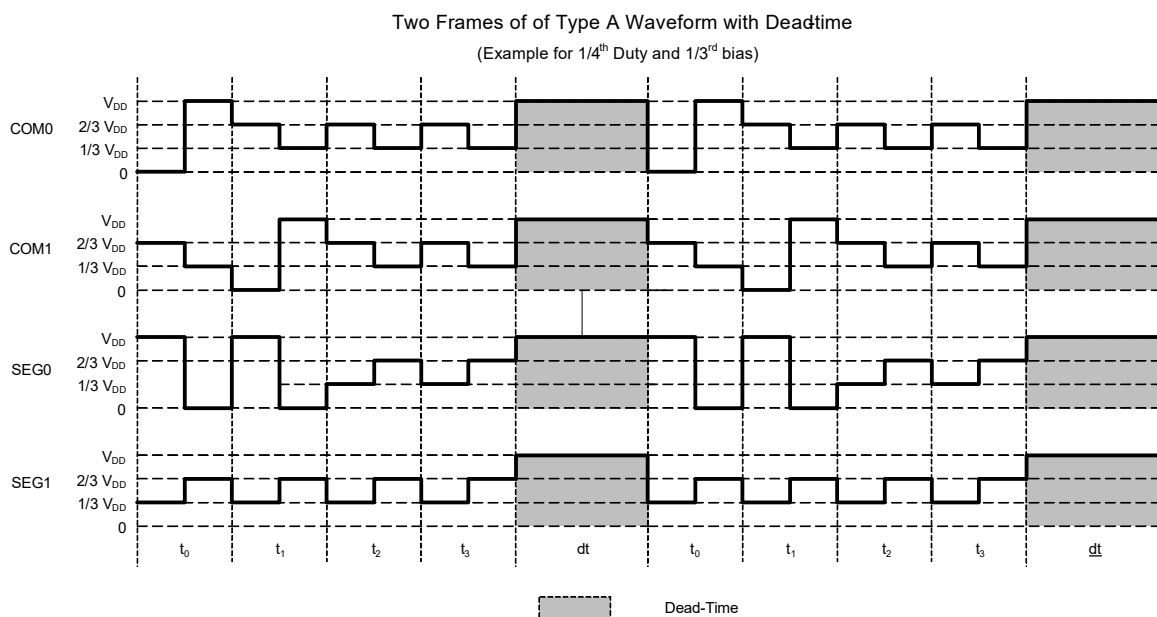 Two Frames of of Type A Waveform with Dead-time
(Example for 1/4th Duty and 1/3rd bias)
COM0
VDD
2/3 VDD
1/3 VDD
0
COM1
VDD
2/3 VDD
1/3 VDD
0
SEG0
VDD
2/3 VDD
1/3 VDD
0
SEG1
VDD
2/3 VDD
1/3 VDD
0
t0 t1 t2 t3 dt t0 t1 t2 t3 dt
Dead-Time